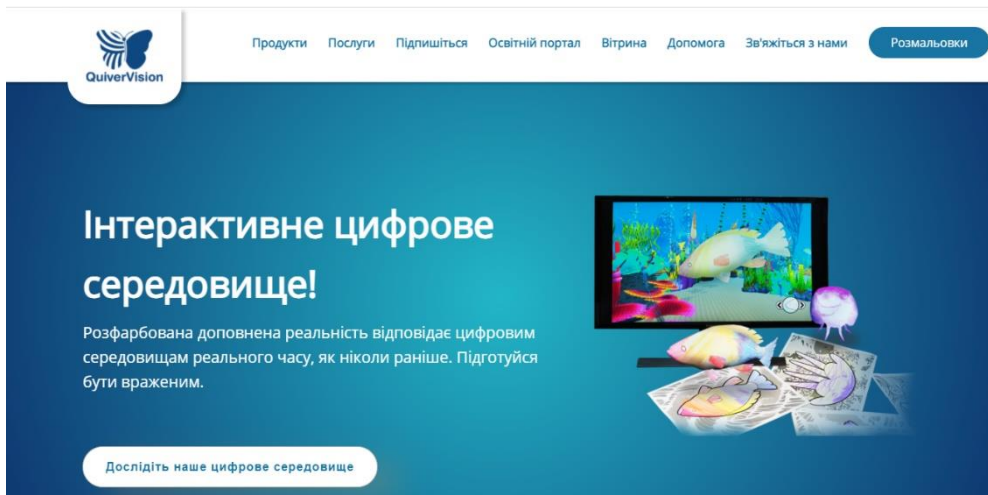 QuiverVision
Продукти Послуги Підпишіться Освітній портал Вітрина Допомога Зв'яжіться з нами Розмальовки
Інтерактивне цифрове
середовище!
Розфарбована доповнена реальність відповідає цифровим
середовищам реального часу, як ніколи раніше. Підготуйся
бути враженим.
Дослідіть наше цифрове середовище